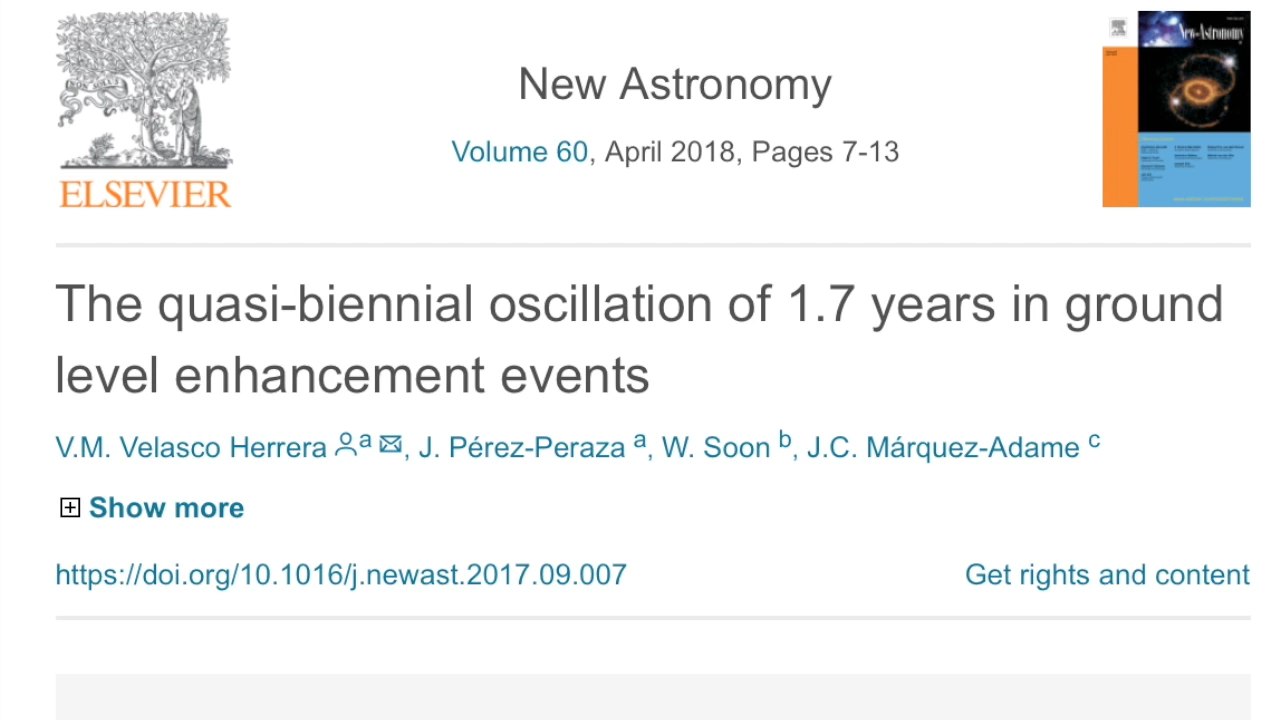 New Astronomy
Volume 60, April 2018, Pages 7-13
ELSEVIER
New Astronomy
The quasi-biennial oscillation of 1.7 years in ground
level enhancement events
V.M. Velasco Herrera a, J. Pérez-Peraza a, W. Soon b, J.C. Márquez-Adame c
Show more
https://doi.org/10.1016/j.newast.2017.09.007 Get rights and content